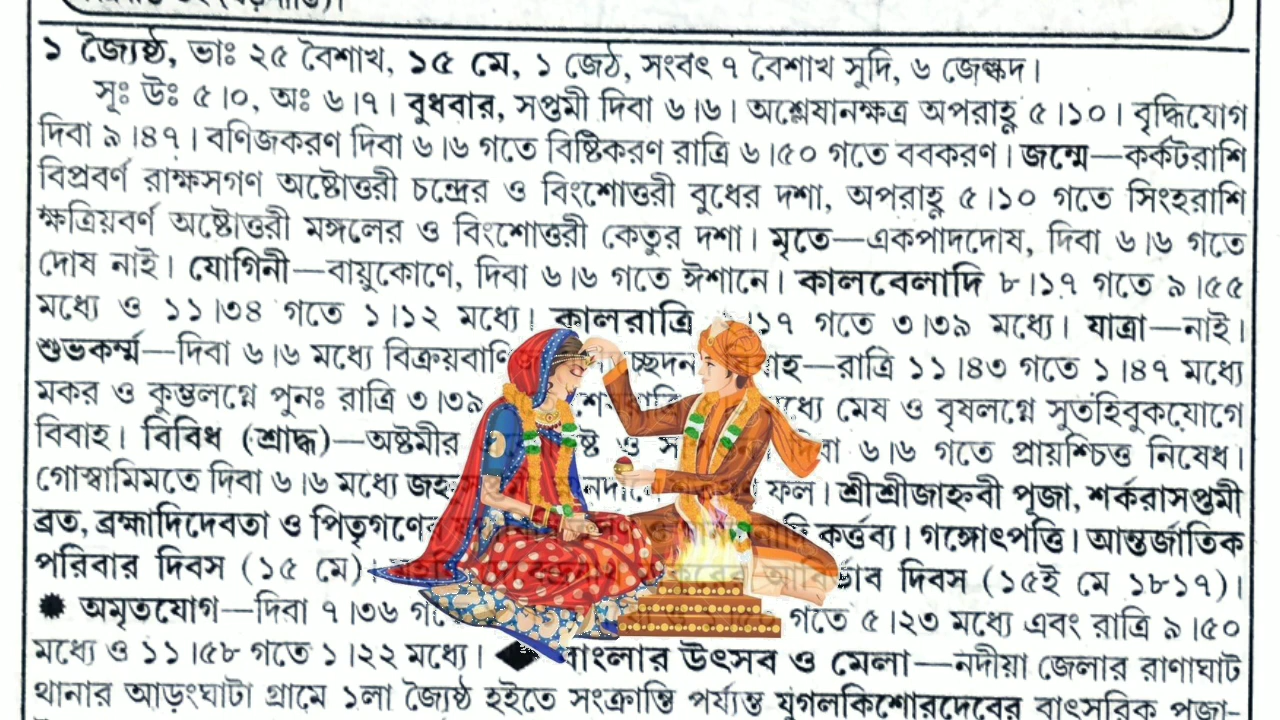 ১ জ্যৈষ্ঠ, ভাঃ ২৫ বৈশাখ, ১৫ মে, ১ জেঠ, সংবৎ ৭ বৈশাখ সুদি, ৬ জেল্কদ।
সূঃ উঃ ৫।০, অঃ ৬।৭। বুধবার, সপ্তমী দিবা ৬।৬। অশ্লেষানক্ষত্র অপরাহ্ণ ৫।১০। বৃদ্ধিযোগ
দিবা ৯।৪৭। বণিজকরণ দিবা ৬।৬ গতে বিষ্টিকরণ রাত্রি ৬।৫০ গতে ববকরণ। জন্মে—কর্কটরাশি
বিপ্রবর্ণ রাক্ষসগণ অষ্টোত্তরী চন্দ্রের ও বিংশোত্তরী বুধের দশা, অপরাহ্ণ ৫।১০ গতে সিংহরাশি
ক্ষত্রিয়বর্ণ অষ্টোত্তরী মঙ্গলের ও বিংশোত্তরী কেতুর দশা। মৃতে—একপাদদোষ, দিবা ৬।৬ গতে
দোষ নাই। যোগিনী—বায়ুকোণে, দিবা ৬।৬ গতে ঈশানে। কালবেলাদি ৮।১৭ গতে ৯।৫৫
মধ্যে ও ১১।৩৪ গতে ১।১২ মধ্যে। কালরাত্রি ১৭ গতে ৩।৩৯ মধ্যে। যাত্রা—নাই।
শুভকর্ম্ম—দিবা ৬।৬ মধ্যে রাত্রি ১১।৪৩ গতে ১।৪৭ মধ্যে
মকর ও কুম্ভলগ্নে পুনঃ রাত্রি ৩।৩৯ মেষ ও বৃষলগ্নে সুতহিবুকযোগে
বিবাহ। বিবিধ (শ্রাদ্ধ)—অষ্টমীর ও ৬।৬ গতে প্রায়শ্চিত্ত নিষেধ।
গোস্বামিমতে দিবা ৬।৬ মধ্যে ফল। শ্রীশ্রীজাহ্নবী পূজা, শর্করাসপ্তমী
ব্রত, ব্রহ্মাদিদেবতা ও পিতৃগণের কর্ত্তব্য। গঙ্গোৎপত্তি। আন্তর্জাতিক
পরিবার দিবস (১৫ মে)। দিবস (১৫ই মে ১৮১৭)।
✹ অমৃতযোগ—দিবা ৭।৩৬ গতে ৫।২৩ মধ্যে এবং রাত্রি ৯।৫০
মধ্যে ও ১১।৫৮ গতে ১।২২ মধ্যে। ◆ বাংলার উৎসব ও মেলা—নদীয়া জেলার রাণাঘাট
থানার আড়ংঘাটা গ্রামে ১লা জ্যৈষ্ঠ হইতে সংক্রান্তি পর্য্যন্ত যুগলকিশোরদেবের বাৎসরিক পূজা-